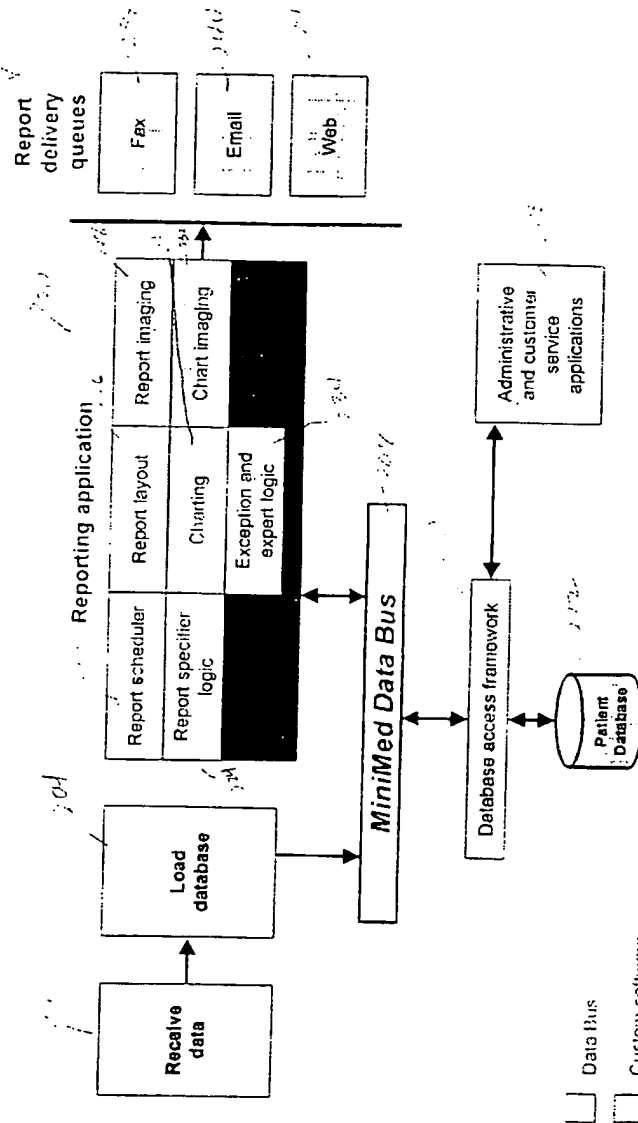 Report
delivery
queues
Fax
Email
Web
Reporting application
Report scheduler
Report layout
Report imaging
Report specifier
logic
Charting
Chart imaging
Exception and
expert logic
Receive
data
Load
database
MiniMed Data Bus
Database access framework
Administrative
and customer
service
applications
Patient
Database
Data Bus
Custom software